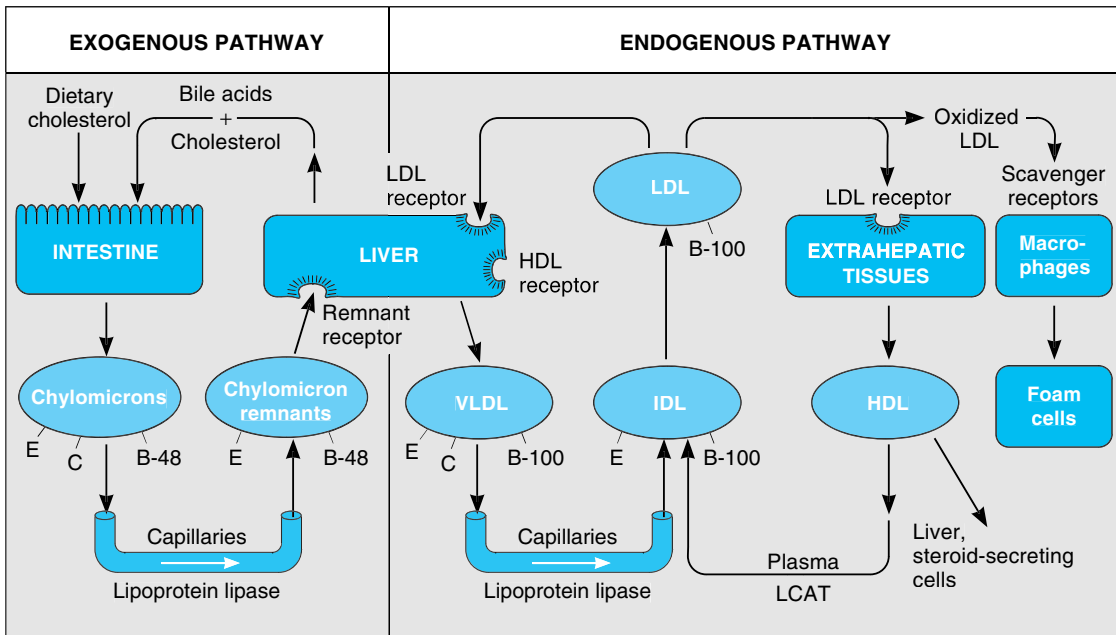 EXOGENOUS PATHWAY
ENDOGENOUS PATHWAY
Dietary
cholesterol
Bile acids
+
Cholesterol
LDL
receptor
INTESTINE
LIVER
HDL
receptor
Remnant
receptor
LDL
B-100
Oxidized
LDL
LDL receptor
Scavenger
receptors
EXTRAHEPATIC
TISSUES
Macro-
phages
Chylomicrons
E
C
B-48
Chylomicron
remnants
E
B-48
VLDL
E
C
B-100
IDL
E
B-100
HDL
Foam
cells
Capillaries
Lipoprotein lipase
Capillaries
Lipoprotein lipase
Plasma
LCAT
Liver,
steroid-secreting
cells